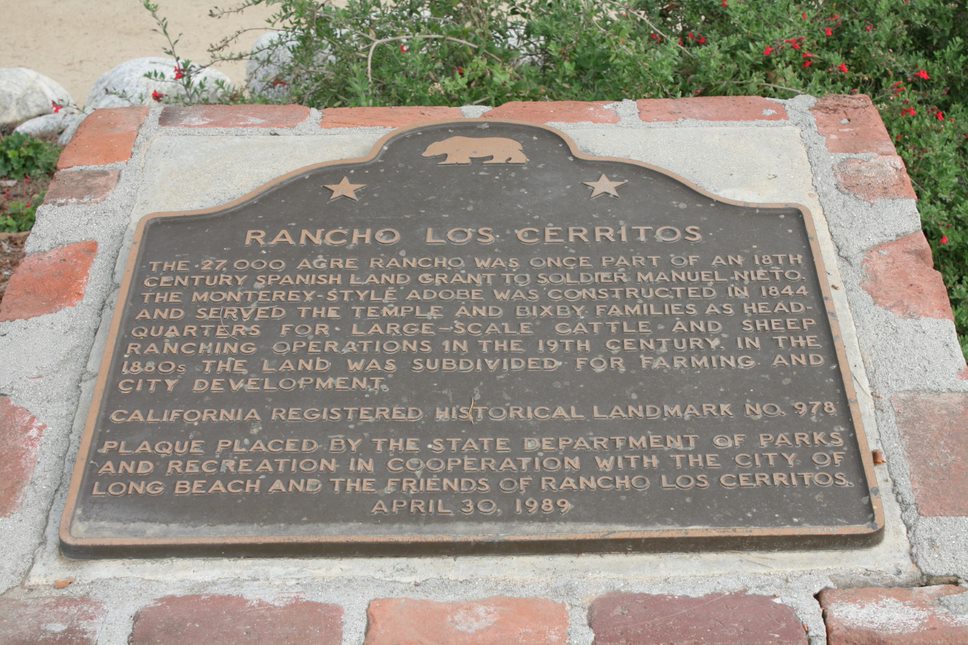 RANCHO LOS CERRITOS
THE 27,000 ACRE RANCHO WAS ONCE PART OF AN 18TH
CENTURY SPANISH LAND GRANT TO SOLDIER MANUEL NIETO.
THE MONTEREY-STYLE ADOBE WAS CONSTRUCTED IN 1844
AND SERVED THE TEMPLE AND BIXBY FAMILIES AS HEAD-
QUARTERS FOR LARGE-SCALE CATTLE AND SHEEP
RANCHING OPERATIONS IN THE 19TH CENTURY. IN THE
1880s THE LAND WAS SUBDIVIDED FOR FARMING AND
CITY DEVELOPMENT.
CALIFORNIA REGISTERED HISTORICAL LANDMARK NO. 978
PLAQUE PLACED BY THE STATE DEPARTMENT OF PARKS
AND RECREATION IN COOPERATION WITH THE CITY OF
LONG BEACH AND THE FRIENDS OF RANCHO LOS CERRITOS.
APRIL 30, 1989